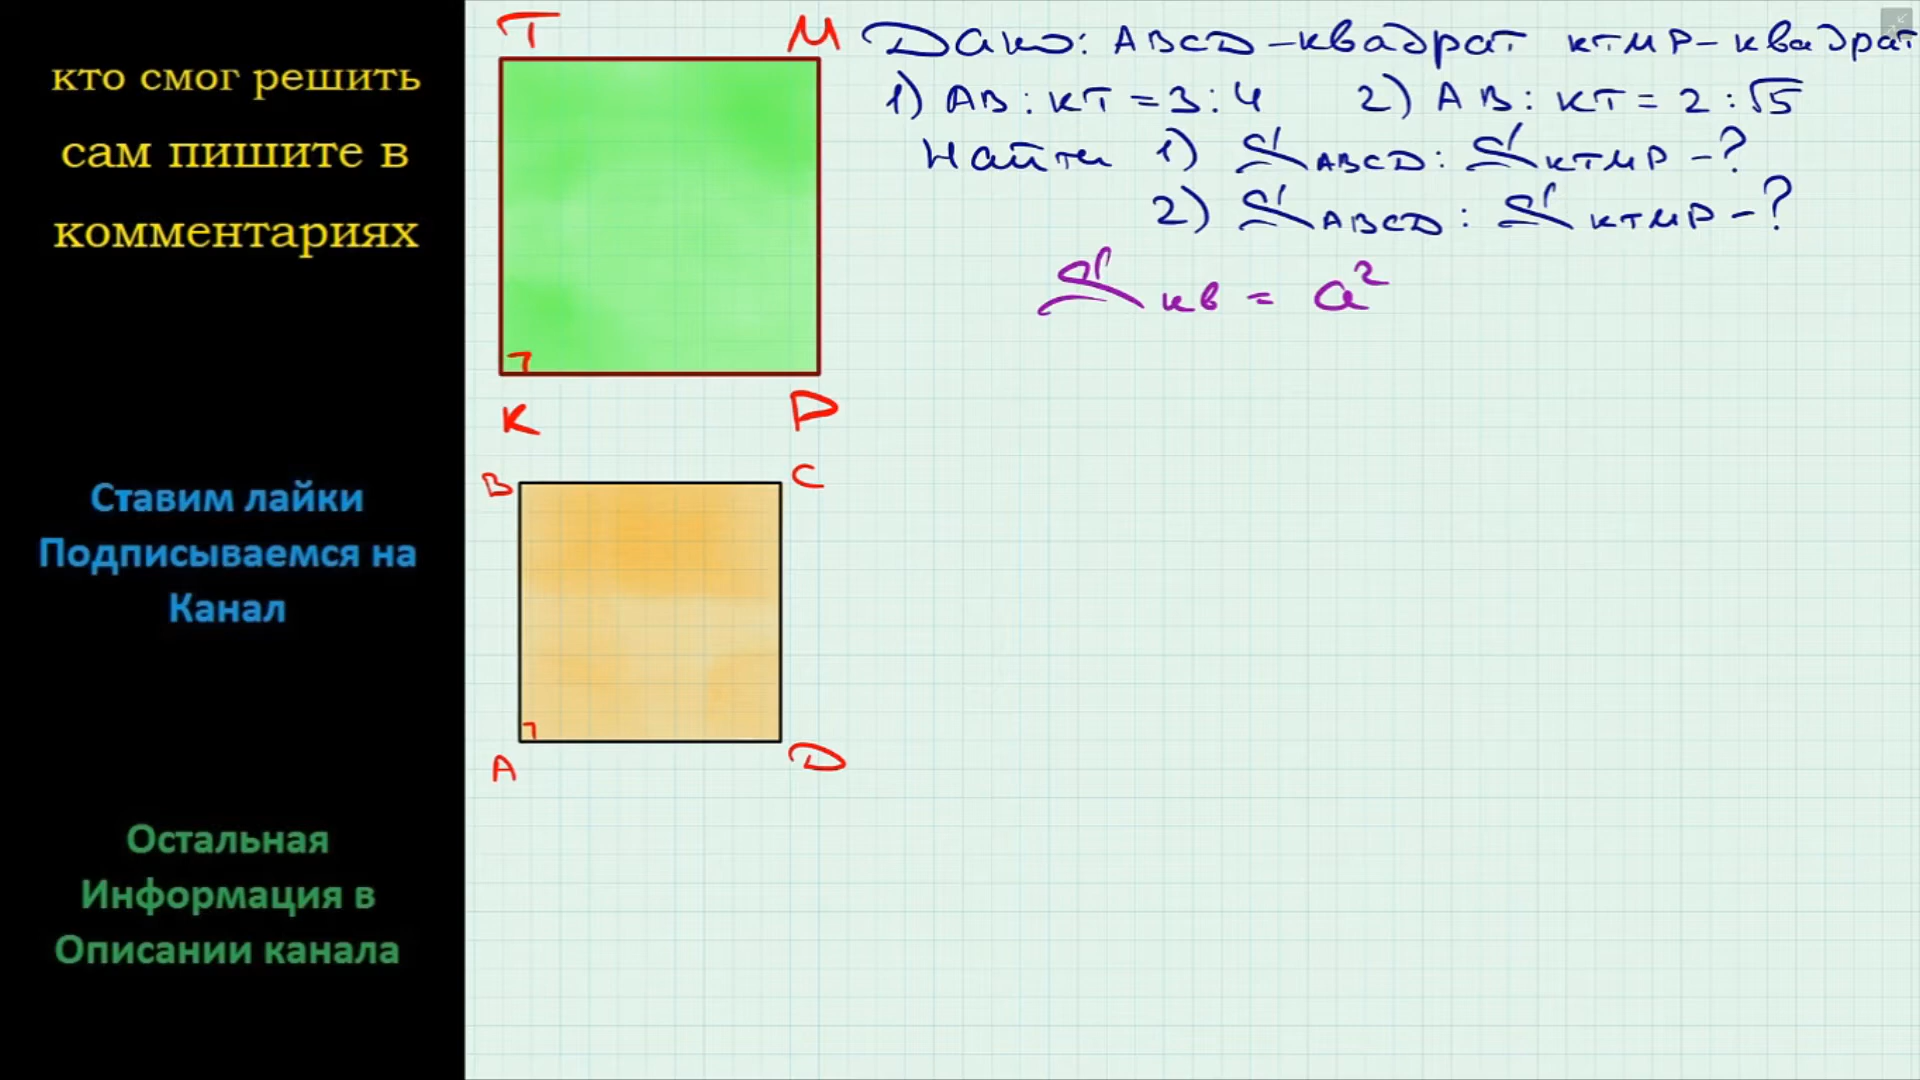 кто смог решить
сам пишите в
комментариях
Ставим лайки
Подписываемся на
Канал
Остальная
Информация в
Описании канала
T M
K P
B C
A D
Дано: ABCD - квадрат KTMP - квадрат
1) AB : KT = 3 : 4 2) AB : KT = 2 : √5
Найти 1) S ABCD : S KTMP - ?
2) S ABCD : S KTMP - ?
S кв = a²